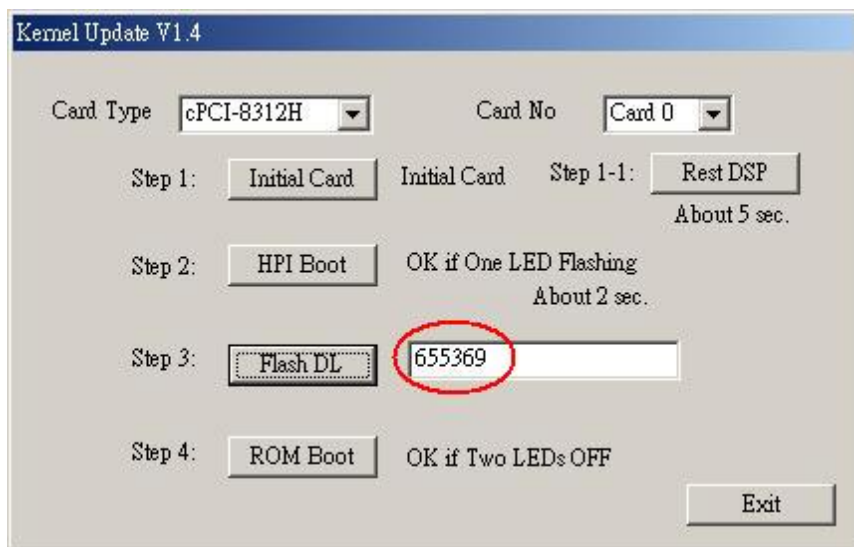 Kernel Update V1.4
Card Type cPCI-8312H Card No Card 0
Step 1: Initial Card Initial Card Step 1-1: Rest DSP
About 5 sec.
Step 2: HPI Boot OK if One LED Flashing
About 2 sec.
Step 3: Flash DL 655369
Step 4: ROM Boot OK if Two LEDs OFF
Exit